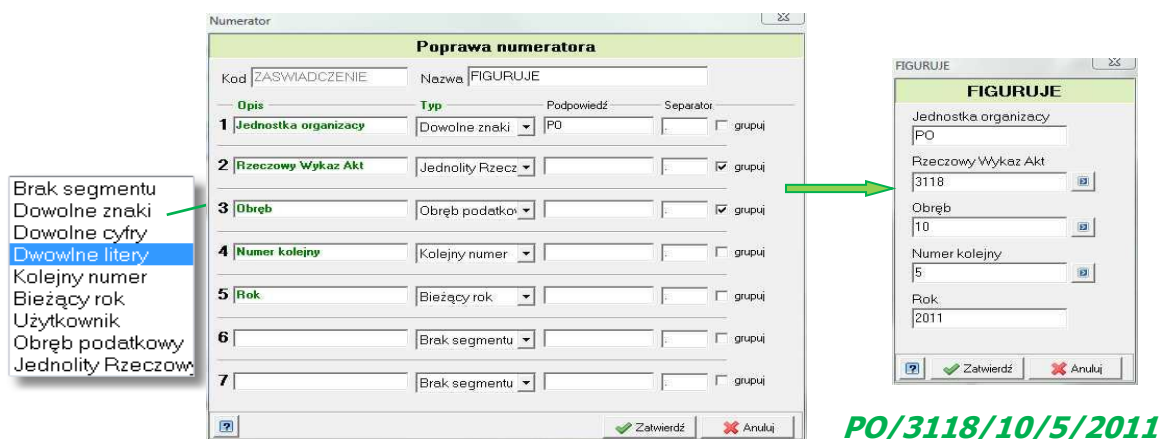 Numerator
Poprawa numeratora
Kod ZASWIADCZENIE Nazwa FIGURUJE
Opis Typ Podpowiedź Separator
1 Jednostka organizacy Dowolne znaki PO . grupuj
2 Rzeczowy Wykaz Akt Jednolity Rzecz . grupuj
3 Obręb Obręb podatkov . grupuj
4 Numer kolejny Kolejny numer . grupuj
5 Rok Bieżący rok . grupuj
6 Brak segmentu . grupuj
7 Brak segmentu . grupuj
? Zatwierdź Anuluj
Brak segmentu
Dowolne znaki
Dowolne cyfry
Dwowlne litery
Kolejny numer
Bieżący rok
Użytkownik
Obręb podatkowy
Jednolity Rzeczow
FIGURUJE
FIGURUJE
Jednostka organizacy
PO
Rzeczowy Wykaz Akt
3118
Obręb
10
Numer kolejny
5
Rok
2011
? Zatwierdź Anuluj
PO/3118/10/5/2011